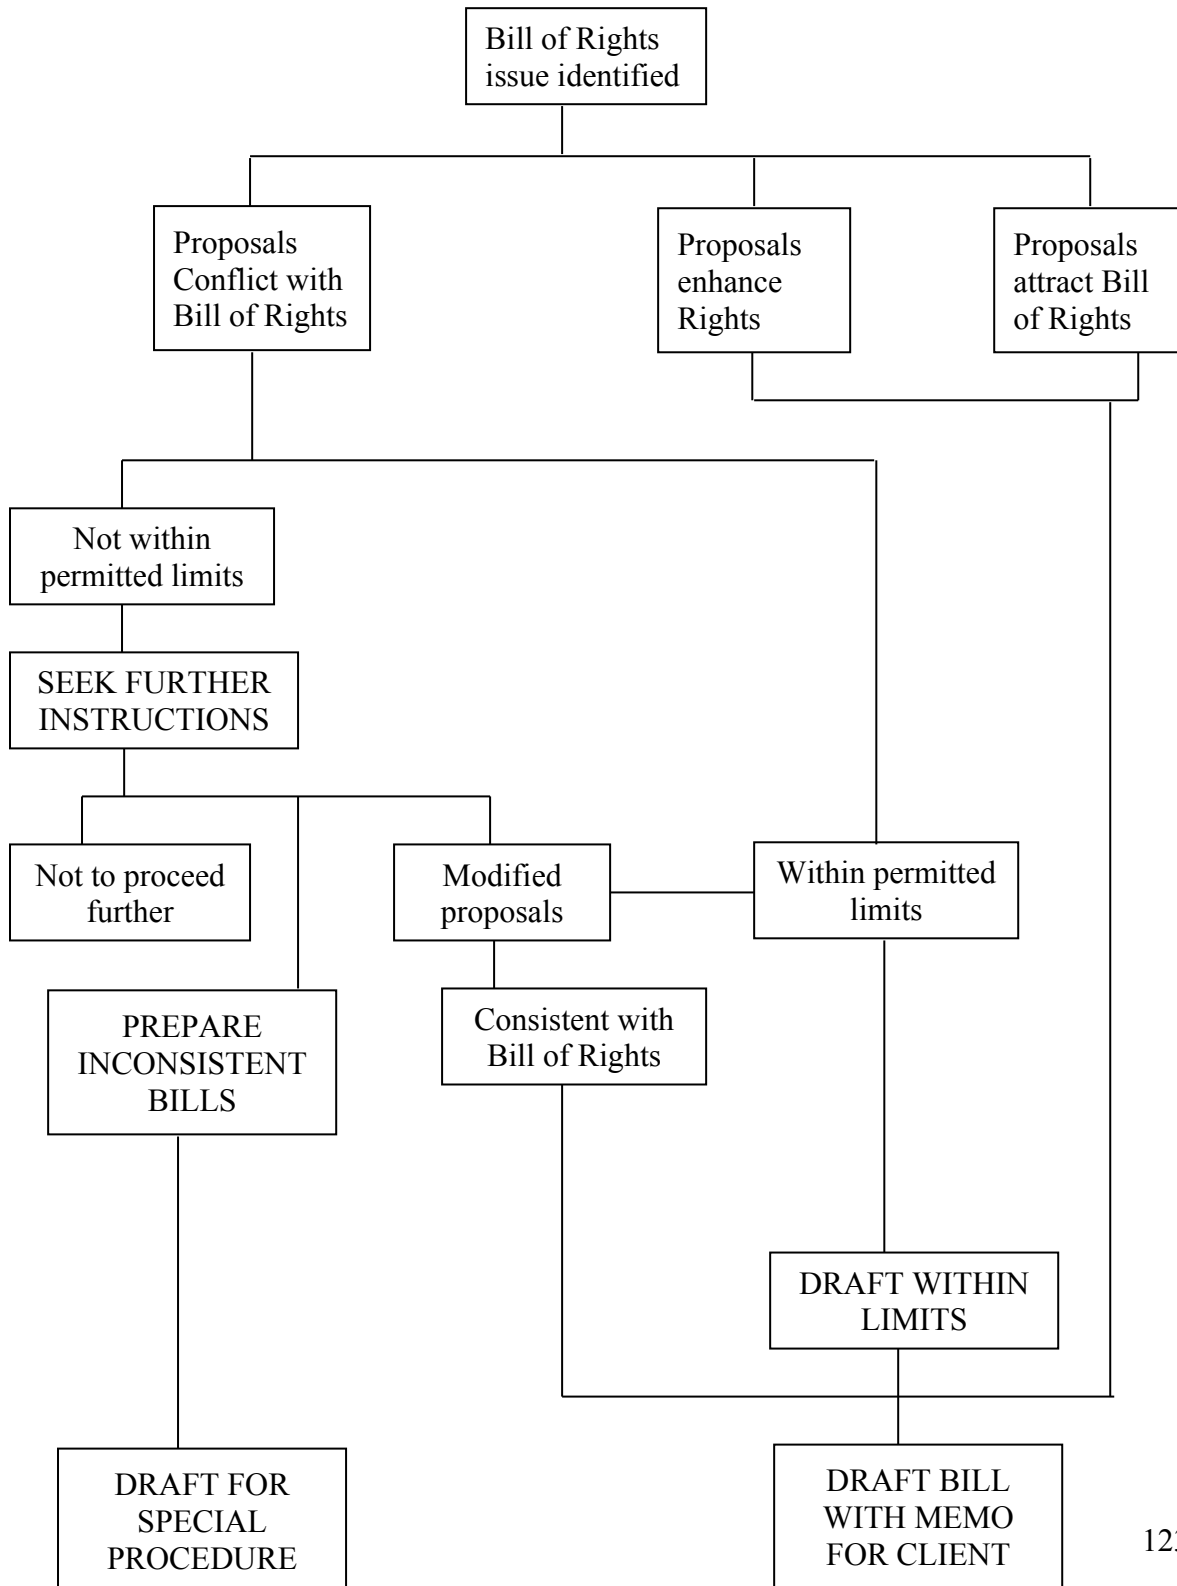 Bill of Rights
issue identified
Proposals
Conflict with
Bill of Rights
Proposals
enhance
Rights
Proposals
attract Bill
of Rights
Not within
permitted limits
SEEK FURTHER
INSTRUCTIONS
Not to proceed
further
Modified
proposals
Within permitted
limits
PREPARE
INCONSISTENT
BILLS
Consistent with
Bill of Rights
DRAFT WITHIN
LIMITS
DRAFT FOR
SPECIAL
PROCEDURE
DRAFT BILL
WITH MEMO
FOR CLIENT
123